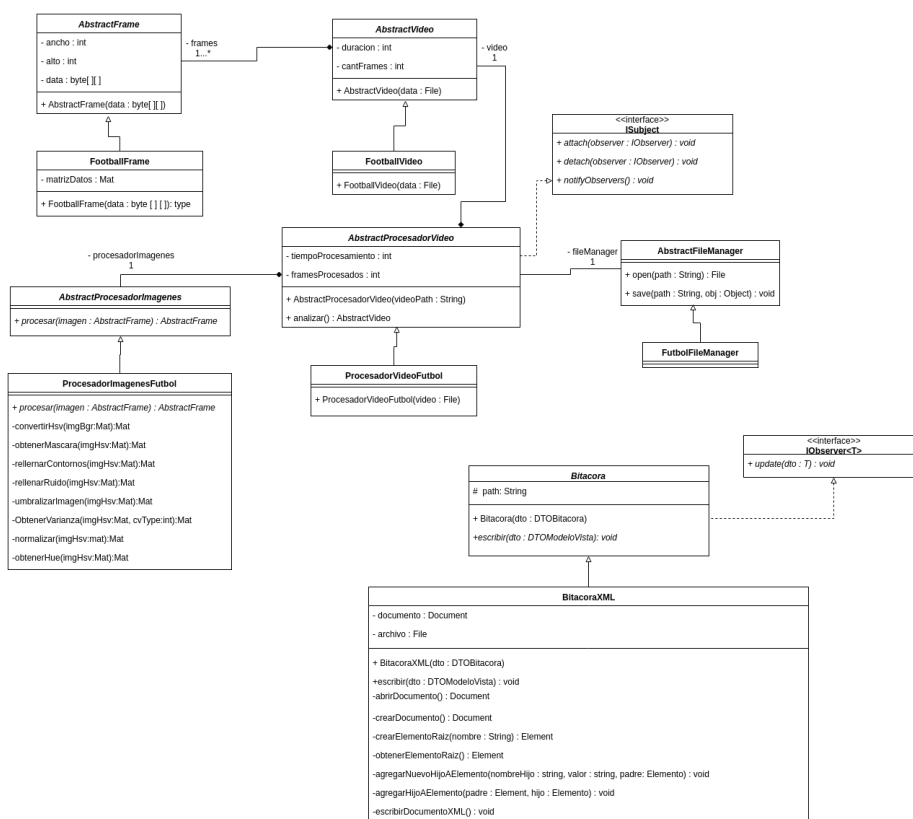 AbstractFrame
- ancho : int
- alto : int
- data : byte[ ][ ]
+ AbstractFrame(data : byte[ ][ ])
- frames
1...*
AbstractVideo
- duracion : int
- cantFrames : int
+ AbstractVideo(data : File)
- video
1
FootballFrame
- matrizDatos : Mat
+ FootballFrame(data : byte [ ] [ ]): type
FootballVideo
+ FootballVideo(data : File)
<<interface>>
ISubject
+ attach(observer : IObserver) : void
+ detach(observer : IObserver) : void
+ notifyObservers() : void
AbstractProcesadorVideo
- tiempoProcesamiento : int
- framesProcesados : int
+ AbstractProcesadorVideo(videoPath : String)
+ analizar() : AbstractVideo
- procesadorImagenes
1
- fileManager
1
AbstractFileManager
+ open(path : String) : File
+ save(path : String, obj : Object) : void
FutbolFileManager
AbstractProcesadorImagenes
+ procesar(imagen : AbstractFrame) : AbstractFrame
ProcesadorVideoFutbol
+ ProcesadorVideoFutbol(video : File)
ProcesadorImagenesFutbol
+ procesar(imagen : AbstractFrame) : AbstractFrame
-convertirHsv(imgBgr:Mat):Mat
-obtenerMascara(imgHsv:Mat):Mat
-rellernarContornos(imgHsv:Mat):Mat
-rellenarRuido(imgHsv:Mat):Mat
-umbralizarImagen(imgHsv:Mat):Mat
-ObtenerVarianza(imgHsv:Mat, cvType:int):Mat
-normalizar(imgHsv:mat):Mat
-obtenerHue(imgHsv:Mat):Mat
<<interface>>
IObserver<T>
+ update(dto : T) : void
Bitacora
# path: String
+ Bitacora(dto : DTOBitacora)
+escribir(dto : DTOModeloVista): void
BitacoraXML
- documento : Document
- archivo : File
+ BitacoraXML(dto : DTOBitacora)
+escribir(dto : DTOModeloVista) : void
-abrirDocumento() : Document
-crearDocumento() : Document
-crearElementoRaiz(nombre : String) : Element
-obtenerElementoRaiz() : Element
-agregarNuevoHijoAElemento(nombreHijo : string, valor : string, padre: Elemento) : void
-agregarHijoAElemento(padre : Element, hijo : Elemento) : void
-escribirDocumentoXML() : void